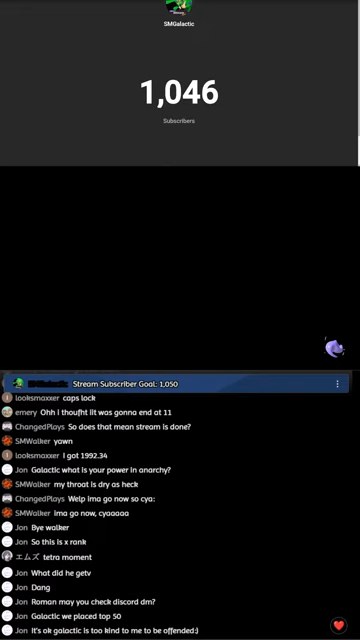 SMGalactic
1,046
Subscribers
Stream Subscriber Goal: 1,050
looksmaxxer caps lock
emery Ohh i thoufht iit was gonna end at 11
ChangedPlays So does that mean stream is done?
SMWalker yawn
looksmaxxer I got 1992.34
Jon Galactic what is your power in anarchy?
SMWalker my throat is dry as heck
ChangedPlays Welp ima go now so cya:
SMWalker ima go now, cyaaaaa
Jon Bye walker
Jon So this is x rank
エムズ tetra moment
Jon What did he getv
Jon Dang
Jon Roman may you check discord dm?
Jon Galactic we placed top 50
Jon It's ok galactic is too kind to me to be offended:)